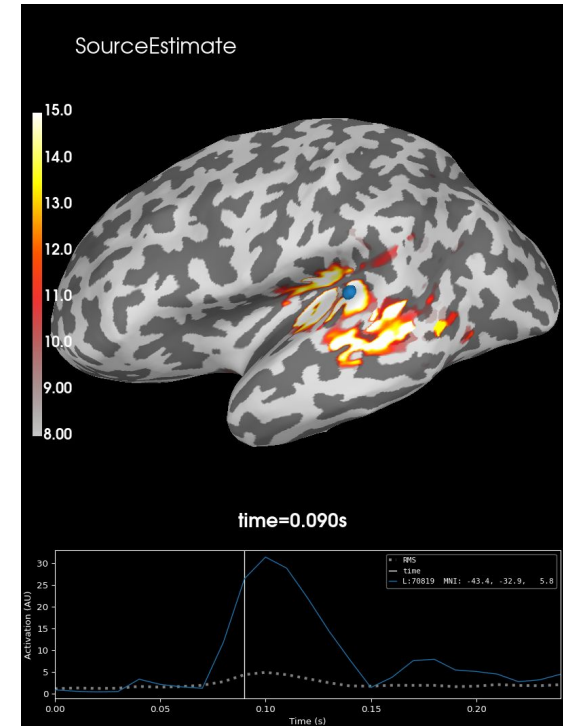 SourceEstimate
15.0
14.0
13.0
12.0
11.0
10.0
9.00
8.00
time=0.090s
30
25
20
15
10
5
0
Activation (AU)
RMS
time
L:70819 MNI: -43.4, -32.9, 5.8
0.00 0.05 0.10 0.15 0.20
Time (s)